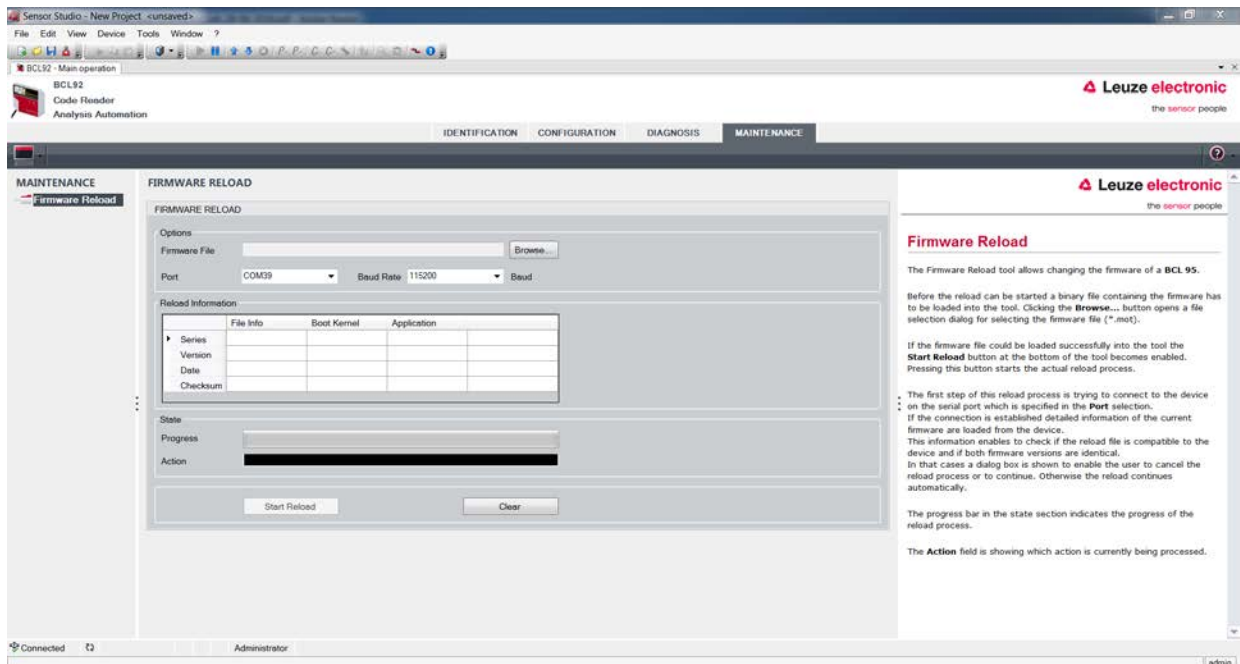 Sensor Studio - New Project <unsaved>
File Edit View Device Tools Window ?
BCL92 - Main operation
BCL92
Code Reader
Analysis Automation
Leuze electronic
the sensor people
IDENTIFICATION CONFIGURATION DIAGNOSIS MAINTENANCE
MAINTENANCE
Firmware Reload
FIRMWARE RELOAD
FIRMWARE RELOAD
Options
Firmware File Browse...
Port COM39 Baud Rate 115200 Baud
Reload Information
File Info Boot Kernel Application
Series
Version
Date
Checksum
State
Progress
Action
Start Reload Clear
Leuze electronic
the sensor people
Firmware Reload
The Firmware Reload tool allows changing the firmware of a BCL 95.
Before the reload can be started a binary file containing the firmware has
to be loaded into the tool. Clicking the Browse... button opens a file
selection dialog for selecting the firmware file (*.mot).
If the firmware file could be loaded successfully into the tool the
Start Reload button at the bottom of the tool becomes enabled.
Pressing this button starts the actual reload process.
The first step of this reload process is trying to connect to the device
on the serial port which is specified in the Port selection.
If the connection is established detailed information of the current
firmware are loaded from the device.
This information enables to check if the reload file is compatible to the
device and if both firmware versions are identical.
In that cases a dialog box is shown to enable the user to cancel the
reload process or to continue. Otherwise the reload continues
automatically.
The progress bar in the state section indicates the progress of the
reload process.
The Action field is showing which action is currently being processed.
Connected Administrator
admin